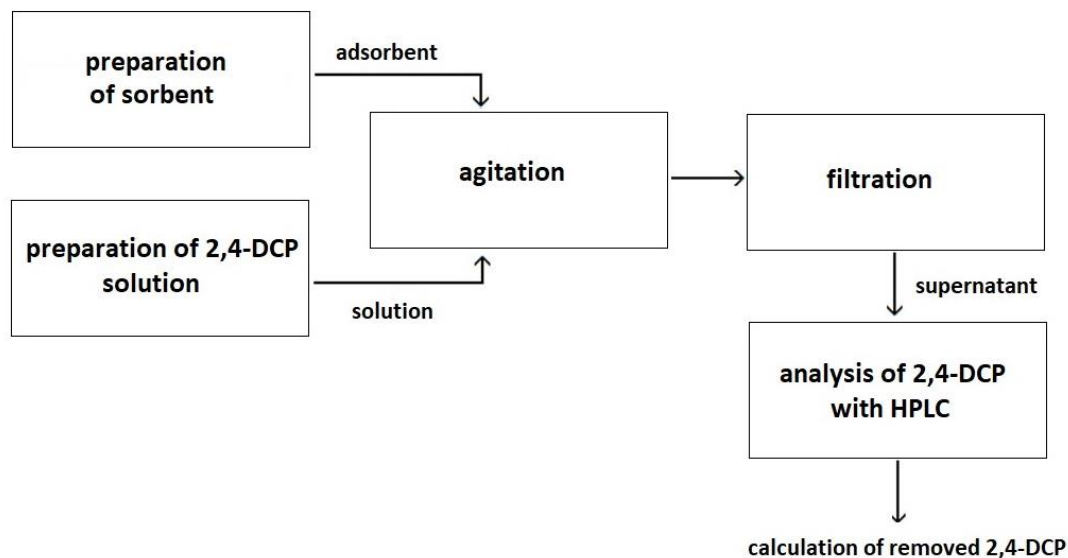 preparation
of sorbent
adsorbent
agitation
filtration
preparation of 2,4-DCP
solution
solution
supernatant
analysis of 2,4-DCP
with HPLC
calculation of removed 2,4-DCP